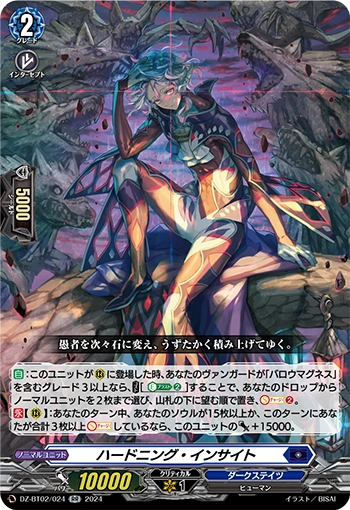 2
グレード
インターセプト
5000
シールド
愚者を次々石に変え、うずたかく積み上げてゆく。
自:このユニットがRに登場した時、あなたのヴァンガードが「バロウマグネス」
を含むグレード3以上なら、【ソウルブラスト2】することで、あなたのドロップから
ノーマルユニットを2枚まで選び、山札の下に望む順で置き、カウンターチャージ2。
永【R】:あなたのターン中、あなたのソウルが15枚以上か、このターンにあなた
が合計3枚以上カウンターチャージしているなら、このユニットのパワー+15000。
ノーマルユニット
ハードニング・インサイト
パワー 10000
クリティカル
1
ダークステイツ
ヒューマン
DZ-BT02/024 RR 2024
イラスト/BISAI